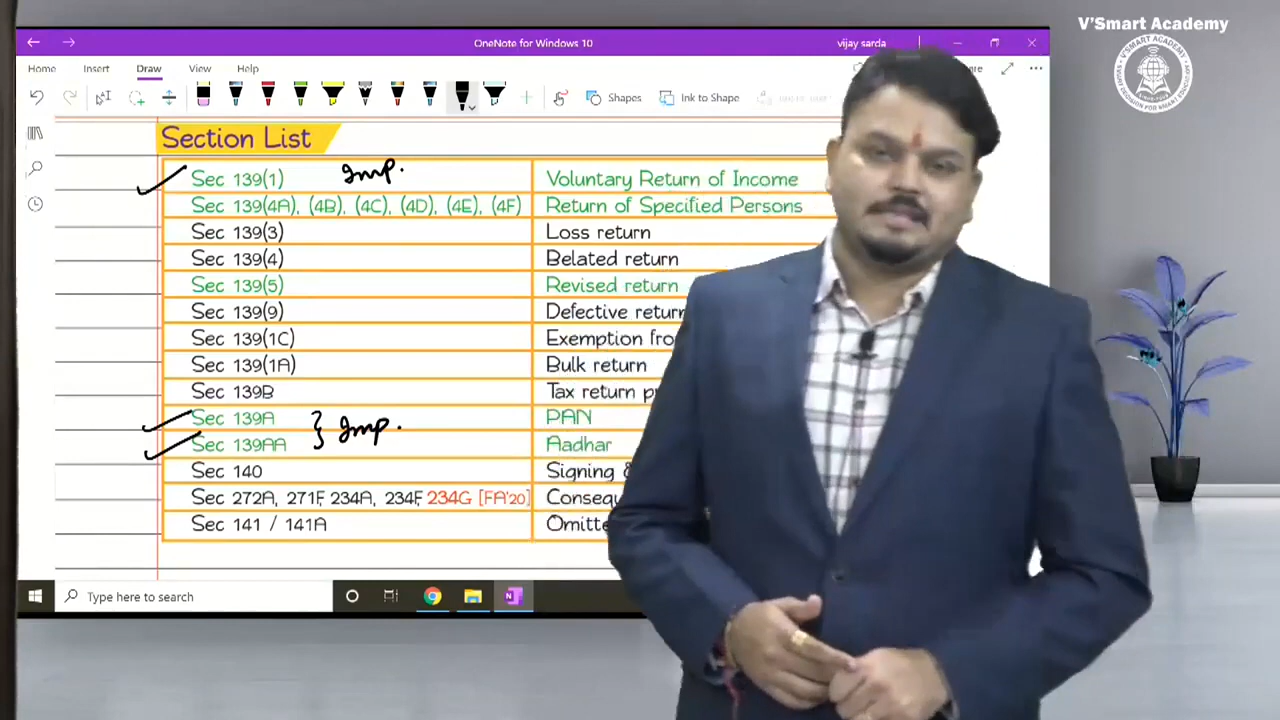 V'Smart Academy
OneNote for Windows 10
vijay sarda
Home Insert Draw View Help
Shapes Ink to Shape
Section List
Sec 139(1) Imp. Voluntary Return of Income
Sec 139(4A), (4B), (4C), (4D), (4E), (4F) Return of Specified Persons
Sec 139(3) Loss return
Sec 139(4) Belated return
Sec 139(5) Revised return
Sec 139(9) Defective return
Sec 139(1C) Exemption fro
Sec 139(1A) Bulk return
Sec 139B Tax return p
Sec 139A PAN
} Imp.
Sec 139AA Aadhar
Sec 140 Signing &
Sec 272A, 271F, 234A, 234F, 234G [FA'20] Consequ
Sec 141 / 141A Omitte
Type here to search